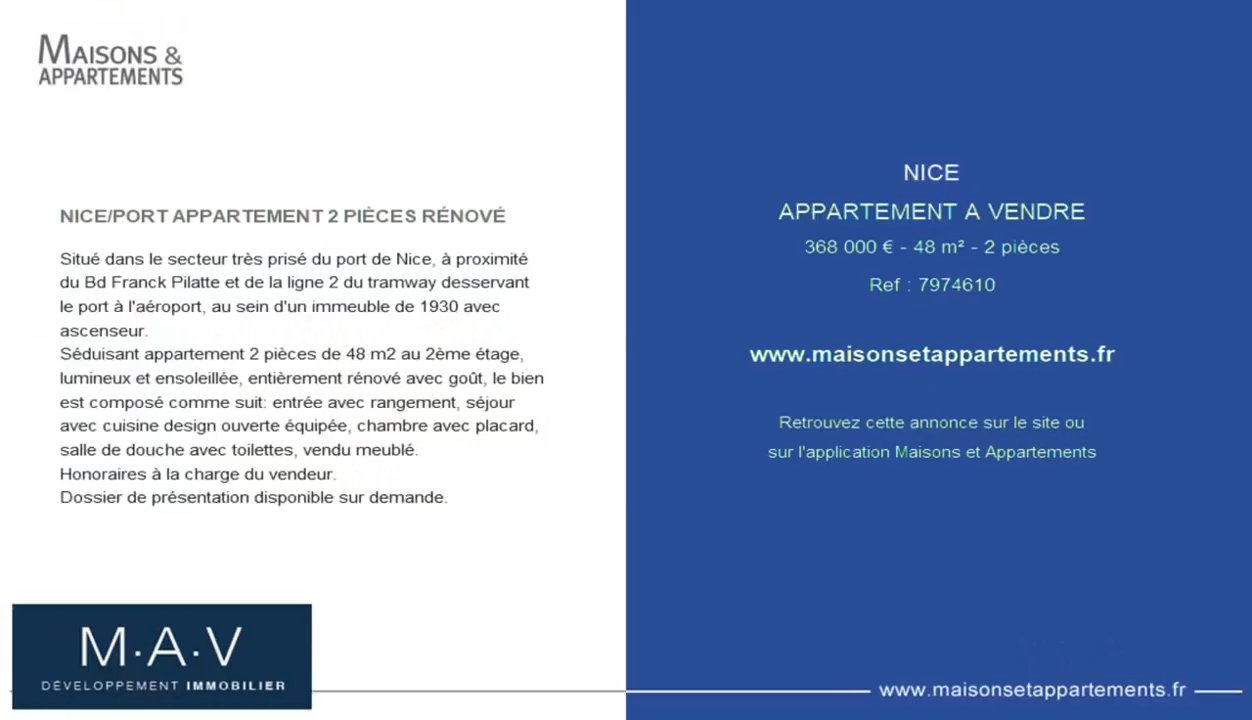 MAISONS &
APPARTEMENTS
NICE/PORT APPARTEMENT 2 PIÈCES RÉNOVÉ
Situé dans le secteur très prisé du port de Nice, à proximité
du Bd Franck Pilatte et de la ligne 2 du tramway desservant
le port à l'aéroport, au sein d'un immeuble de 1930 avec
ascenseur.
Séduisant appartement 2 pièces de 48 m2 au 2ème étage,
lumineux et ensoleillée, entièrement rénové avec goût, le bien
est composé comme suit: entrée avec rangement, séjour
avec cuisine design ouverte équipée, chambre avec placard,
salle de douche avec toilettes, vendu meublé.
Honoraires à la charge du vendeur.
Dossier de présentation disponible sur demande.
M·A·V
DÉVELOPPEMENT IMMOBILIER
NICE
APPARTEMENT A VENDRE
368 000 € - 48 m² - 2 pièces
Ref : 7974610
www.maisonsetappartements.fr
Retrouvez cette annonce sur le site ou
sur l'application Maisons et Appartements
www.maisonsetappartements.fr